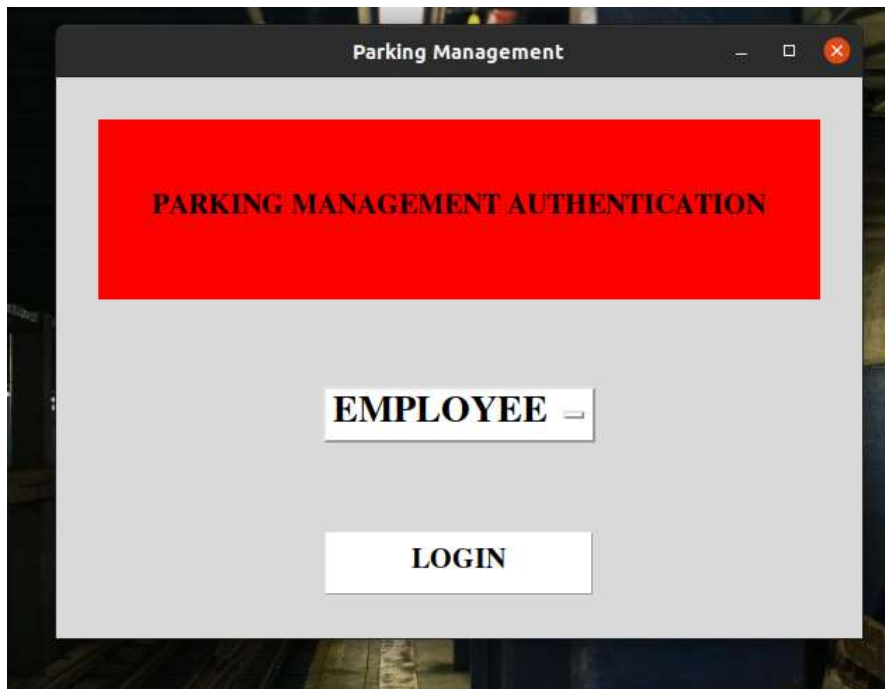 Parking Management
PARKING MANAGEMENT AUTHENTICATION
EMPLOYEE
LOGIN